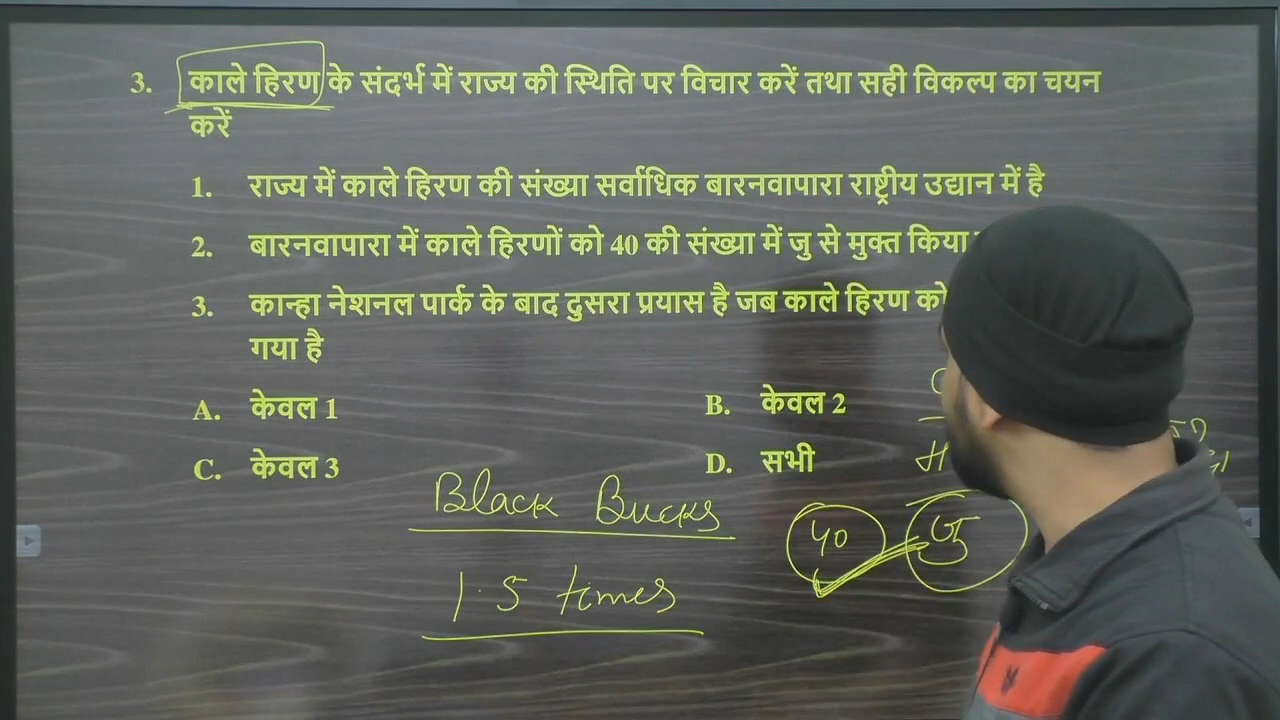 3. काले हिरण के संदर्भ में राज्य की स्थिति पर विचार करें तथा सही विकल्प का चयन
करें
1. राज्य में काले हिरण की संख्या सर्वाधिक बारनवापारा राष्ट्रीय उद्यान में है
2. बारनवापारा में काले हिरणों को 40 की संख्या में जु से मुक्त किया
3. कान्हा नेशनल पार्क के बाद दुसरा प्रयास है जब काले हिरण को
गया है
A. केवल 1 B. केवल 2
C. केवल 3 D. सभी
Black Bucks
40 जु
1.5 times